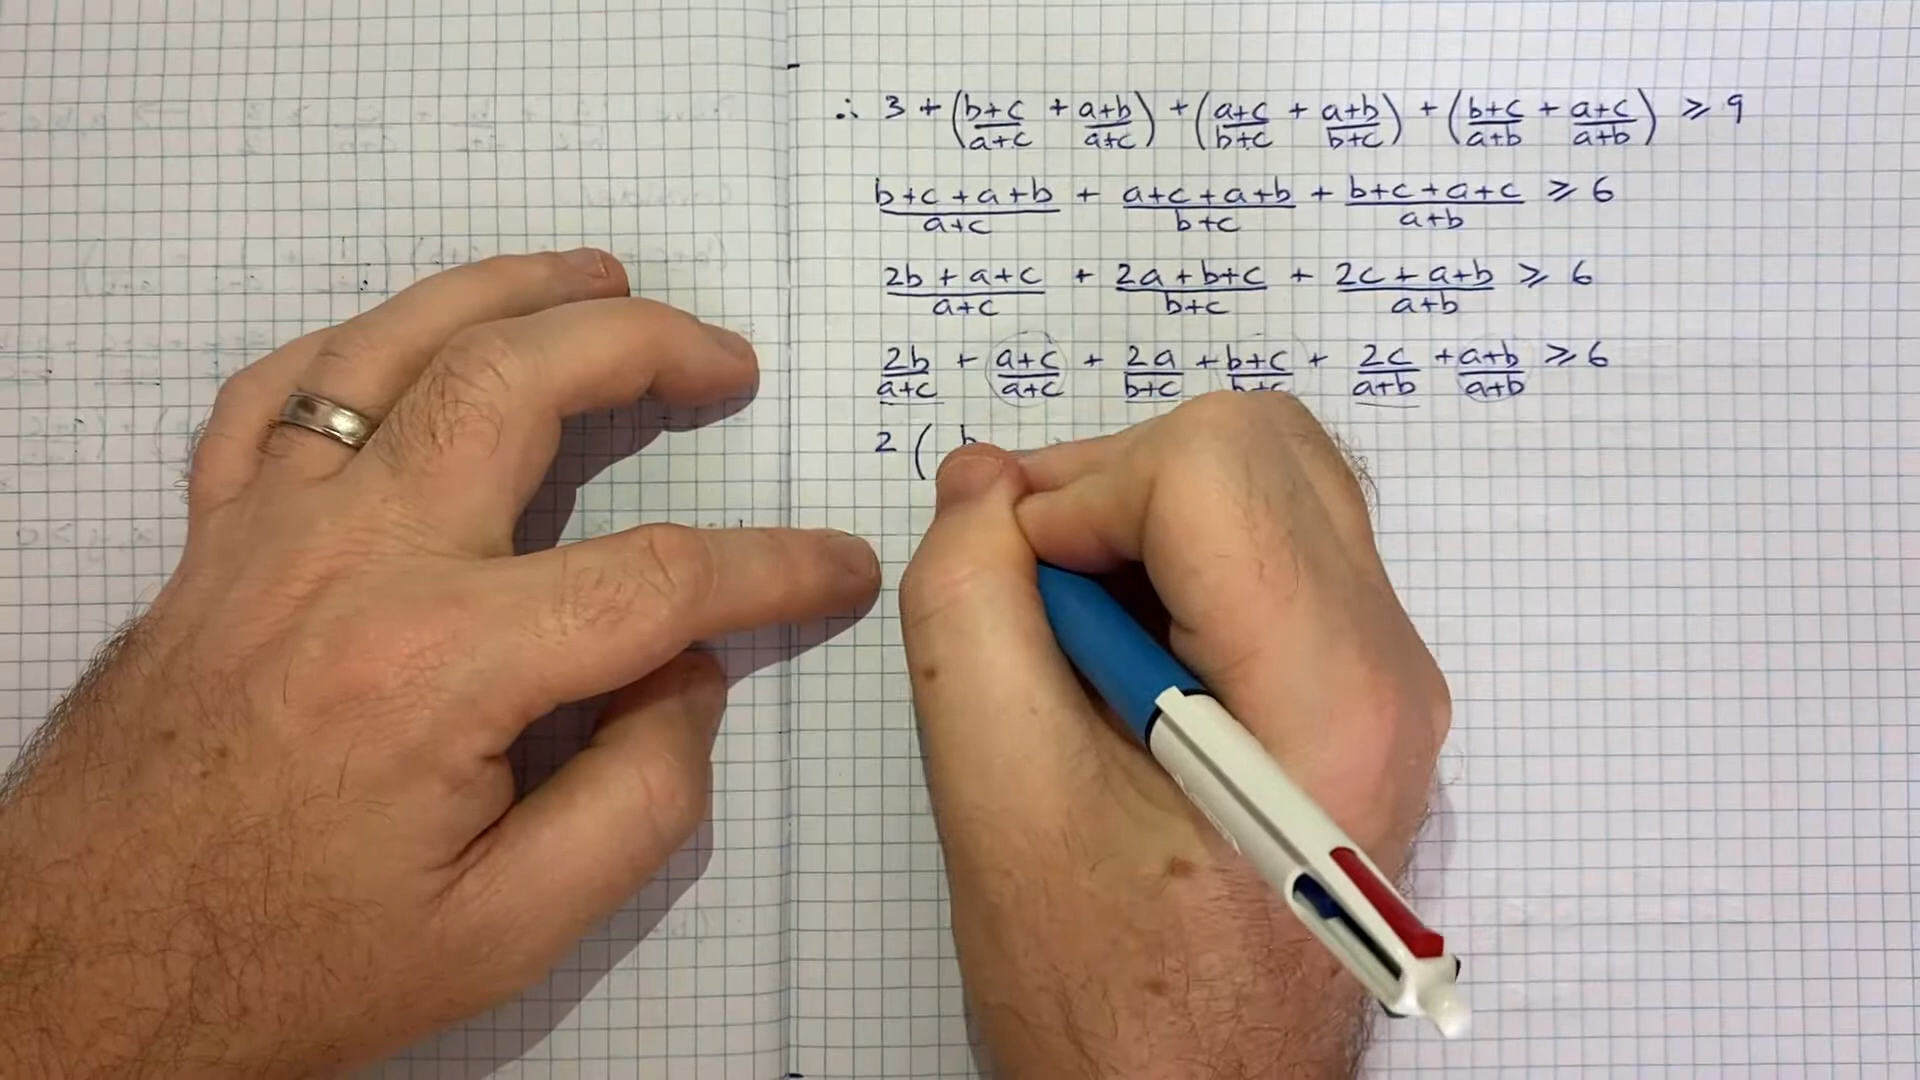 ∴ 3 + ( (b+c)/(a+c) + (a+b)/(a+c) ) + ( (a+c)/(b+c) + (a+b)/(b+c) ) + ( (b+c)/(a+b) + (a+c)/(a+b) ) ⩾ 9
(b+c+a+b)/(a+c) + (a+c+a+b)/(b+c) + (b+c+a+c)/(a+b) ⩾ 6
(2b+a+c)/(a+c) + (2a+b+c)/(b+c) + (2c+a+b)/(a+b) ⩾ 6
2b/(a+c) + (a+c)/(a+c) + 2a/(b+c) + (b+c)/(b+c) + 2c/(a+b) + (a+b)/(a+b) ⩾ 6
2 ( b